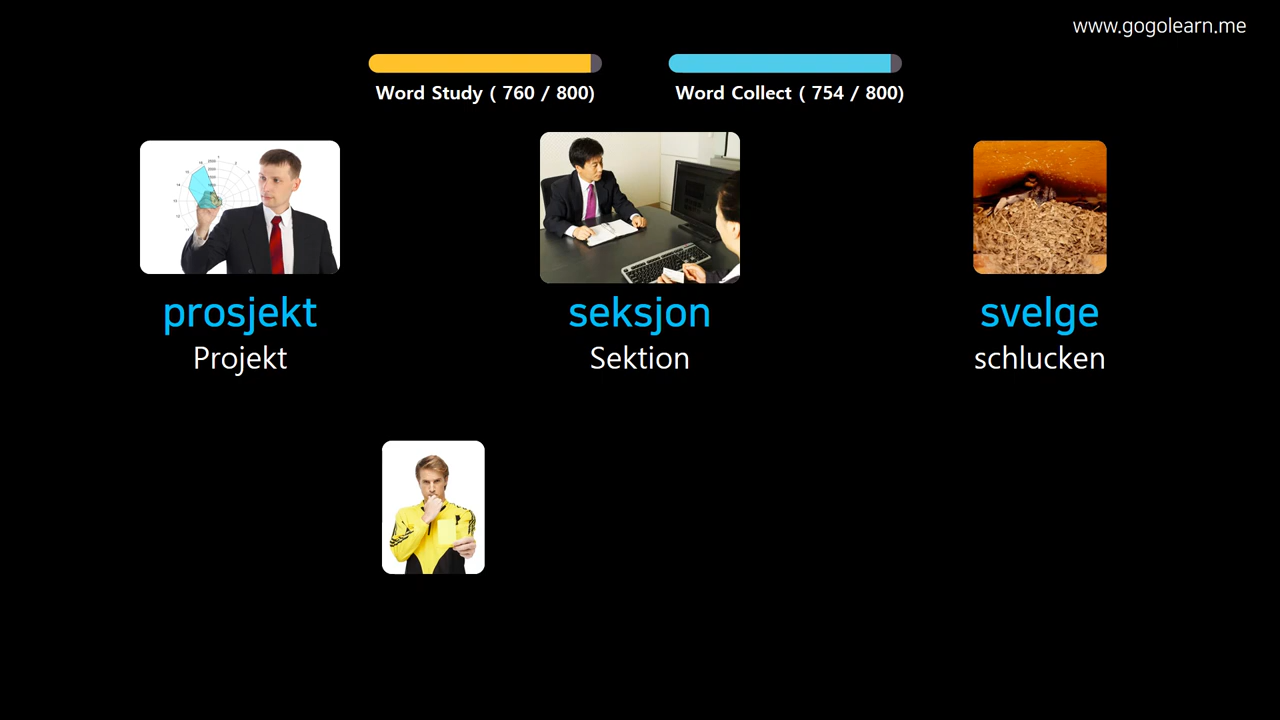 www.gogolearn.me
Word Study ( 760 / 800)
Word Collect ( 754 / 800)
prosjekt
Projekt
seksjon
Sektion
svelge
schlucken